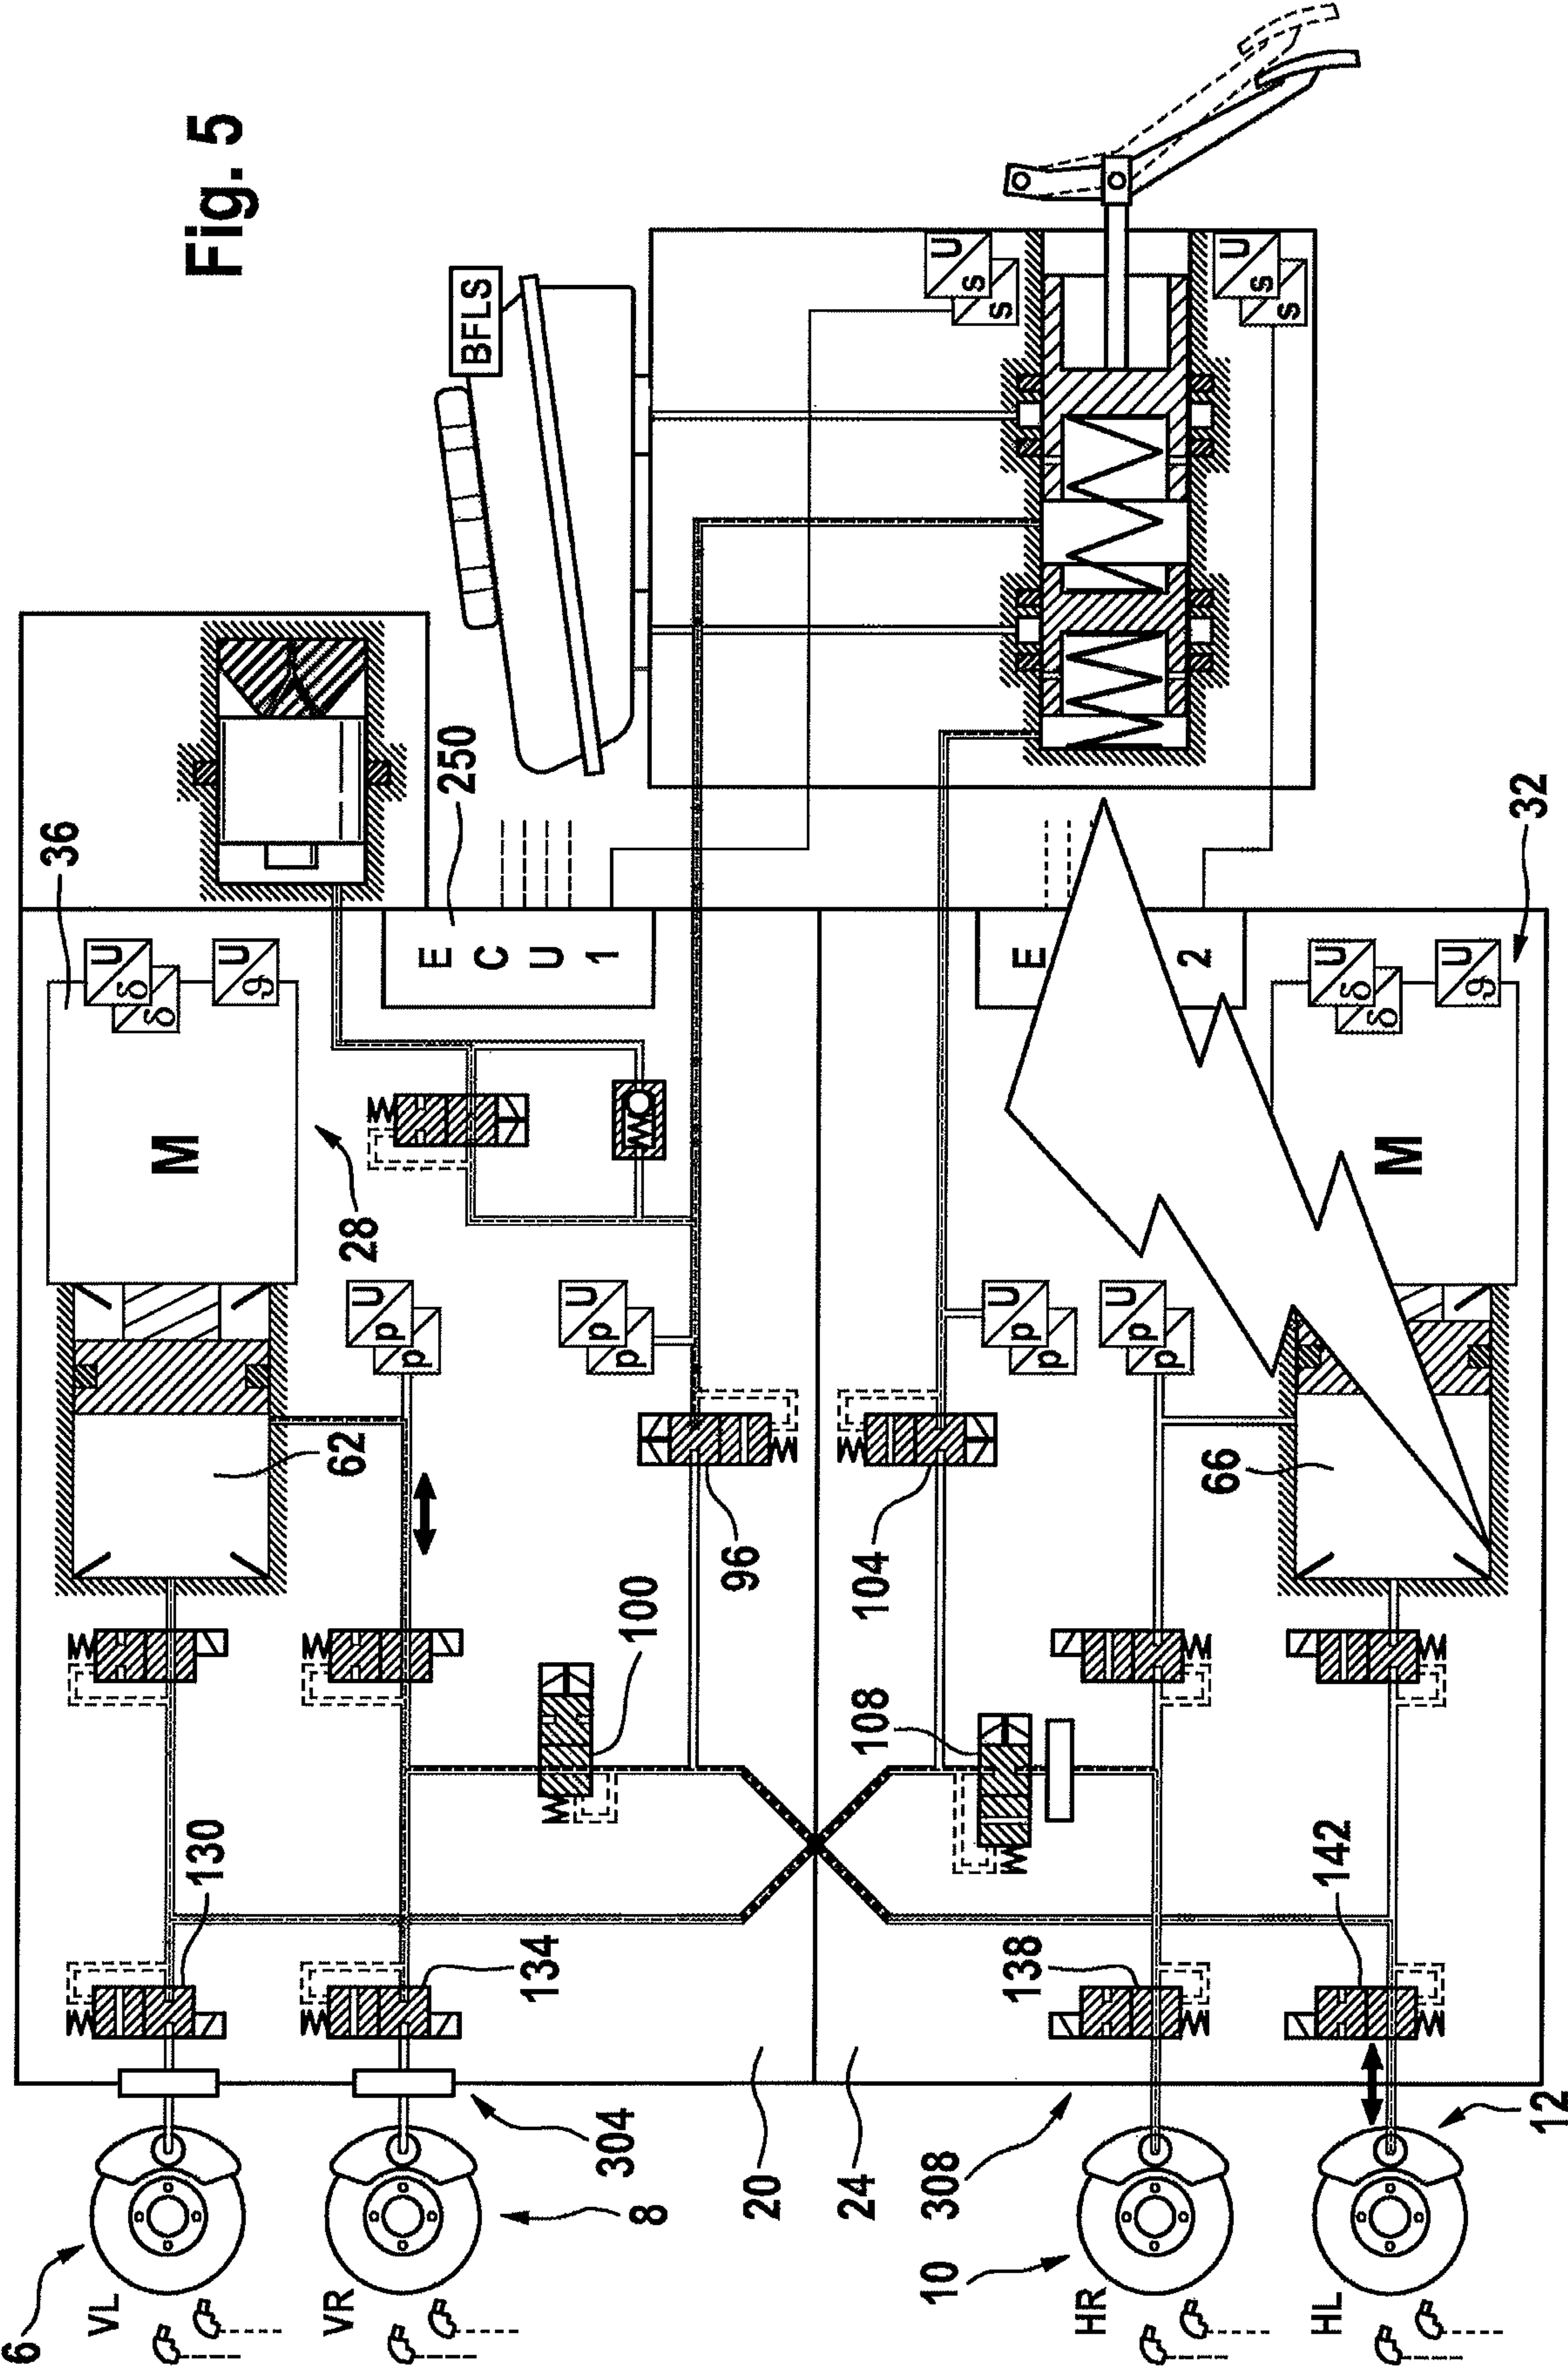 Fig. 5
BFLS
U
s
s
U
s
s
250
36
32
E C U 1
E 2
U
δ
δ
U
ϑ
U
δ
δ
U
ϑ
M
M
28
U
p
p
U
p
p
U
p
p
U
p
p
62
66
96
104
100
108
130
134
138
142
304
308
20
24
6
8
10
12
VL
VR
HR
HL